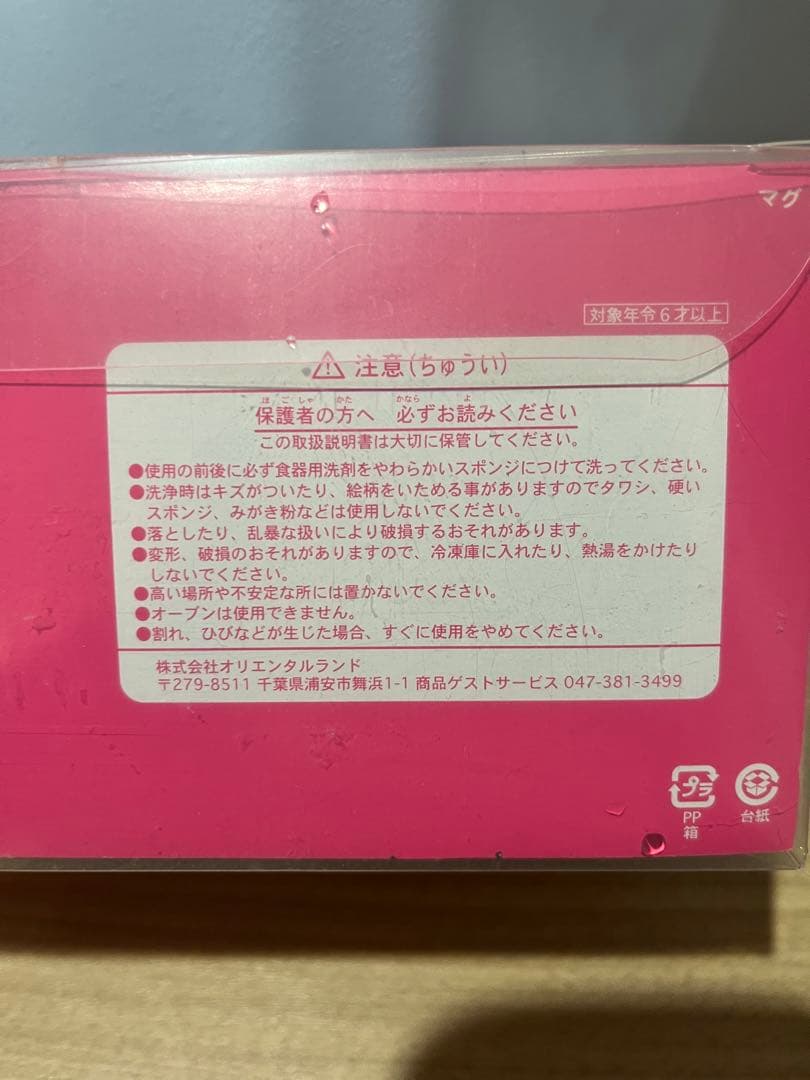 マグ
対象年令6才以上
注意(ちゅうい)
ほごしゃ かた かなら よ
保護者の方へ 必ずお読みください
この取扱説明書は大切に保管してください。
●使用の前後に必ず食器用洗剤をやわらかいスポンジにつけて洗ってください。
●洗浄時はキズがついたり、絵柄をいためる事がありますのでタワシ、硬い
スポンジ、みがき粉などは使用しないでください。
●落としたり、乱暴な扱いにより破損するおそれがあります。
●変形、破損のおそれがありますので、冷凍庫に入れたり、熱湯をかけたり
しないでください。
●高い場所や不安定な所には置かないでください。
●オーブンは使用できません。
●割れ、ひびなどが生じた場合、すぐに使用をやめてください。
株式会社オリエンタルランド
〒279-8511 千葉県浦安市舞浜1-1 商品ゲストサービス 047-381-3499
プラ
PP
箱
台紙